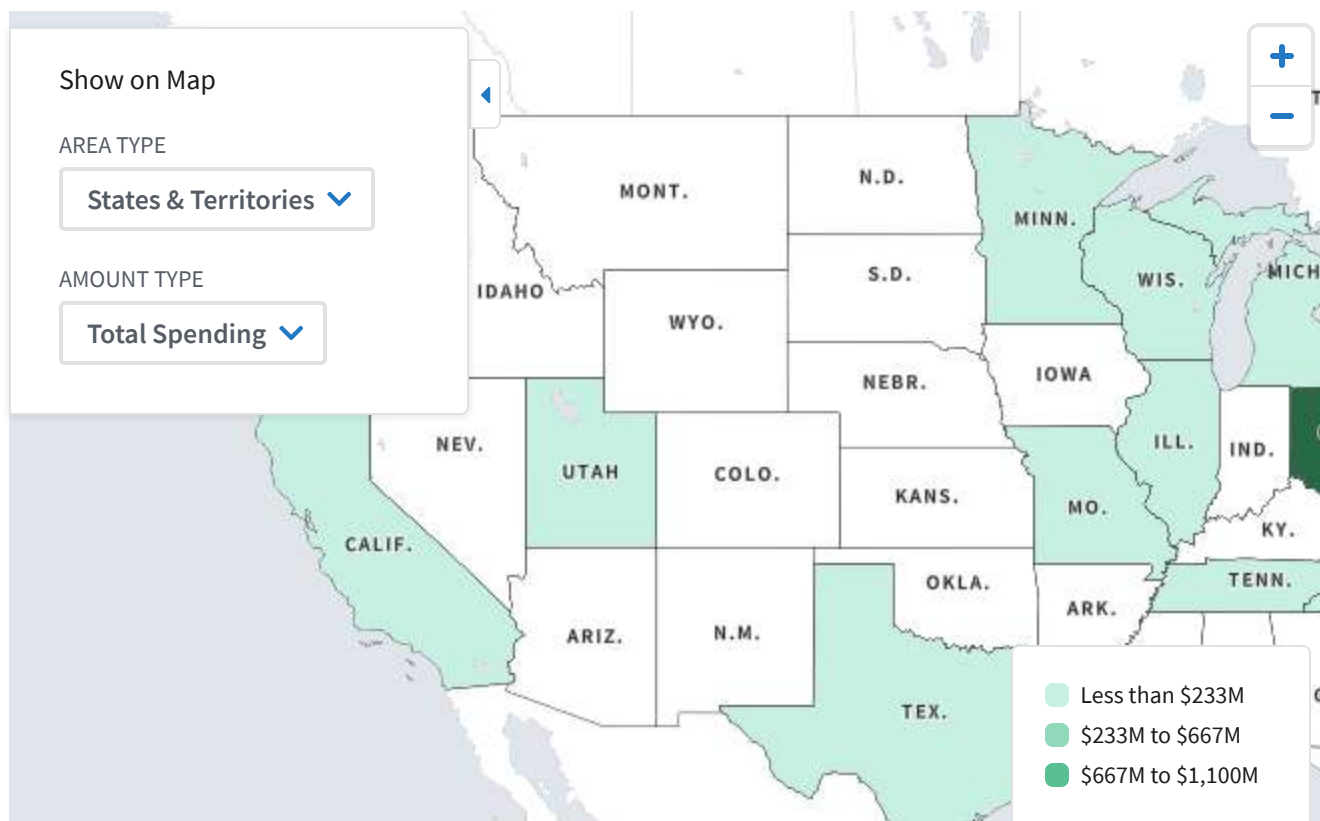 Show on Map
AREA TYPE
States & Territories
AMOUNT TYPE
Total Spending
MONT.
N.D.
MINN.
S.D.
WIS.
MICH
IDAHO
WYO.
NEBR.
IOWA
NEV.
UTAH
COLO.
ILL.
IND.
KANS.
MO.
CALIF.
KY.
OKLA.
TENN.
ARK.
ARIZ.
N.M.
TEX.
Less than $233M
$233M to $667M
$667M to $1,100M